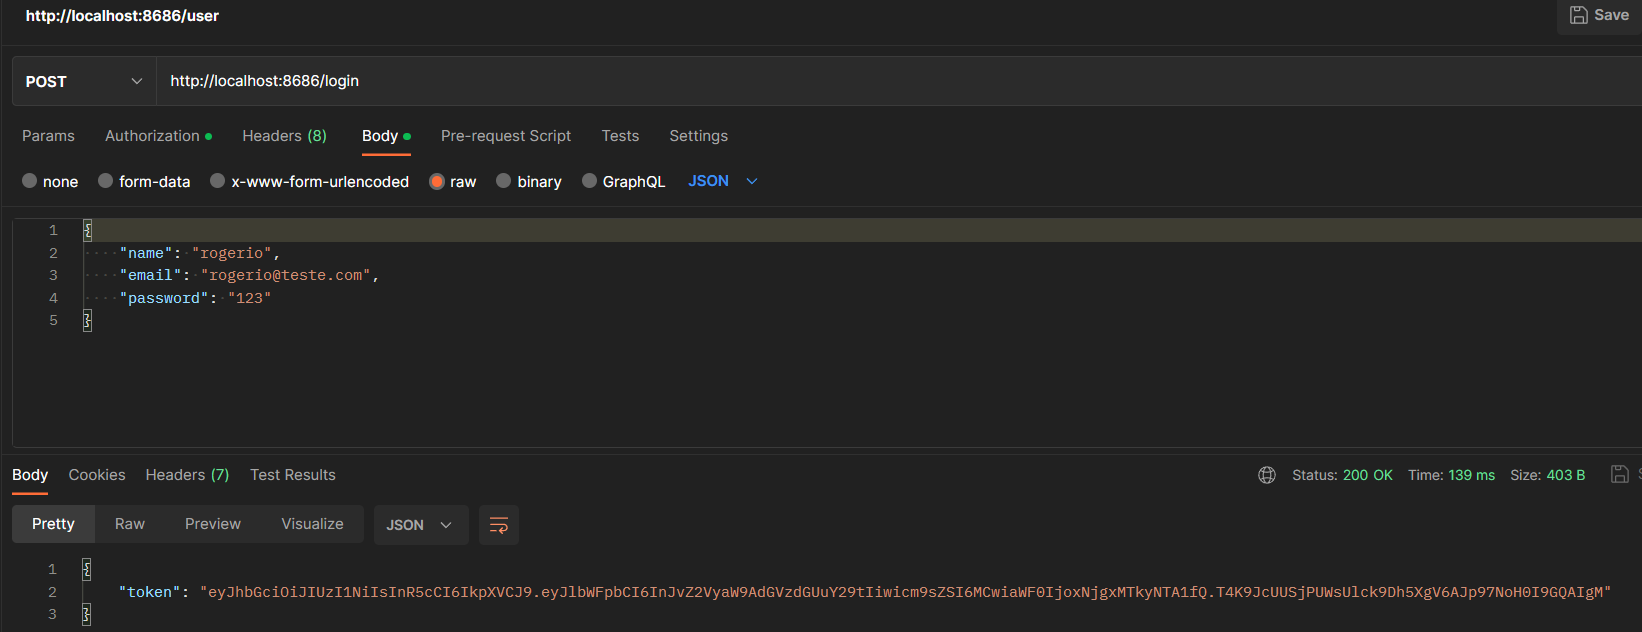 http://localhost:8686/user
Save
POST http://localhost:8686/login
Params Authorization Headers (8) Body Pre-request Script Tests Settings
none form-data x-www-form-urlencoded raw binary GraphQL JSON
1 {
2 "name": "rogerio",
3 "email": "rogerio@teste.com",
4 "password": "123"
5 }
Body Cookies Headers (7) Test Results Status: 200 OK Time: 139 ms Size: 403 B
Pretty Raw Preview Visualize JSON
1 {
2 "token": "eyJhbGciOiJIUzI1NiIsInR5cCI6IkpXVCJ9.eyJlbWFpbCI6InJvZ2VyaW9AdGVzdGUuY29tIiwicm9sZSI6MCwiaWF0IjoxNjgxMTkyNTA1fQ.T4K9JcUUSjPUWsUlck9Dh5XgV6AJp97NoH0I9GQAIgM"
3 }